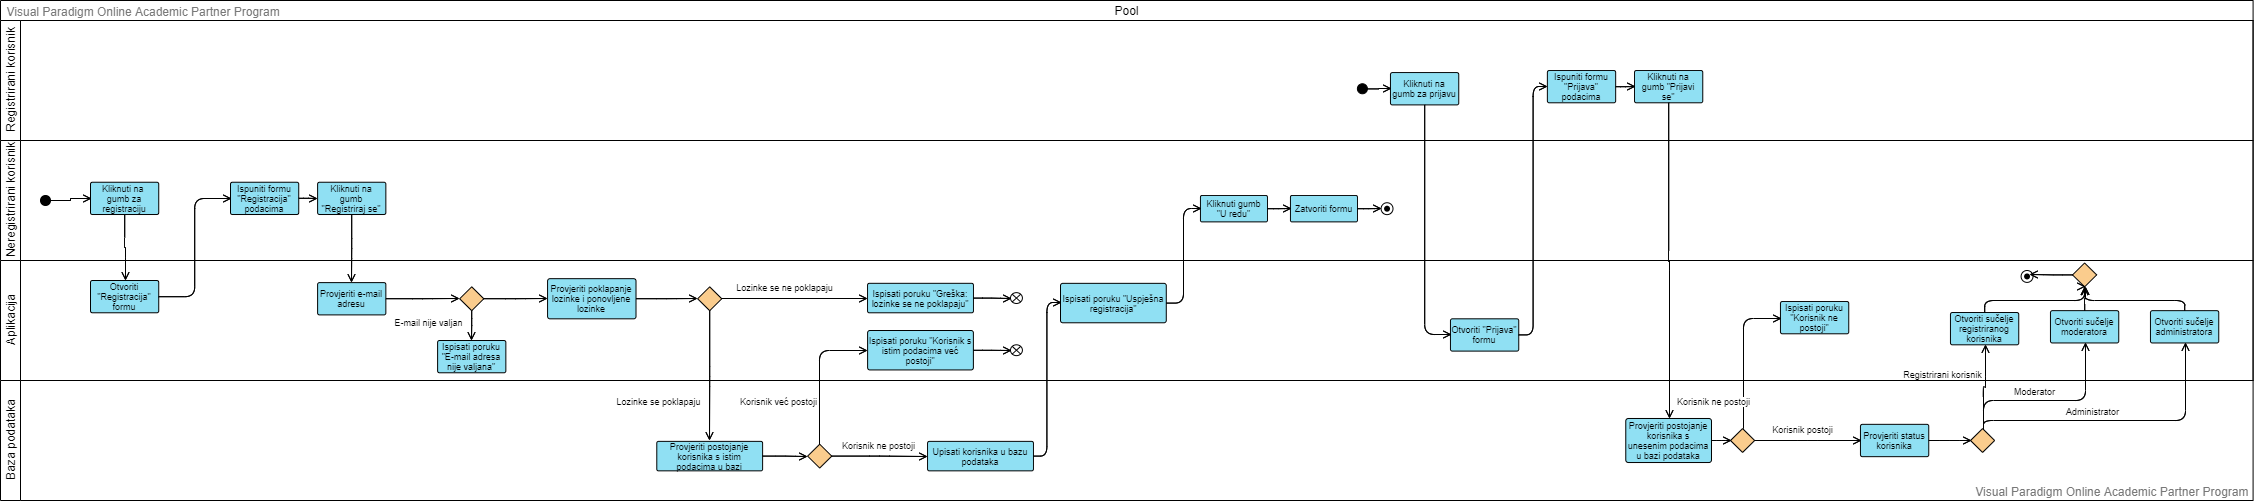 Visual Paradigm Online Academic Partner Program
Pool
Registrirani korisnik
Kliknuti na
gumb za prijavu
Ispuniti formu
"Prijava"
podacima
Kliknuti na
gumb "Prijavi
se"
Neregistrirani korisnik
Kliknuti na
gumb za
registraciju
Ispuniti formu
"Registracija"
podacima
Kliknuti na
gumb
"Registriraj se"
Kliknuti gumb
"U redu"
Zatvoriti formu
Aplikacija
Otvoriti
"Registracija"
formu
Provjeriti e-mail
adresu
E-mail nije valjan
Ispisati poruku
"E-mail adresa
nije valjana"
Provjeriti poklapanje
lozinke i ponovljene
lozinke
Lozinke se ne poklapaju
Ispisati poruku "Greška:
lozinke se ne poklapaju"
Ispisati poruku "Korisnik s
istim podacima već
postoji"
Ispisati poruku "Uspješna
registracija"
Otvoriti "Prijava"
formu
Ispisati poruku
"Korisnik ne
postoji"
Otvoriti sučelje
registriranog
korisnika
Otvoriti sučelje
moderatora
Otvoriti sučelje
administratora
Registrirani korisnik
Baza podataka
Lozinke se poklapaju
Korisnik već postoji
Provjeriti postojanje
korisnika s istim
podacima u bazi
Korisnik ne postoji
Upisati korisnika u bazu
podataka
Korisnik ne postoji
Provjeriti postojanje
korisnika s
unesenim podacima
u bazi podataka
Korisnik postoji
Provjeriti status
korisnika
Moderator
Administrator
Visual Paradigm Online Academic Partner Program